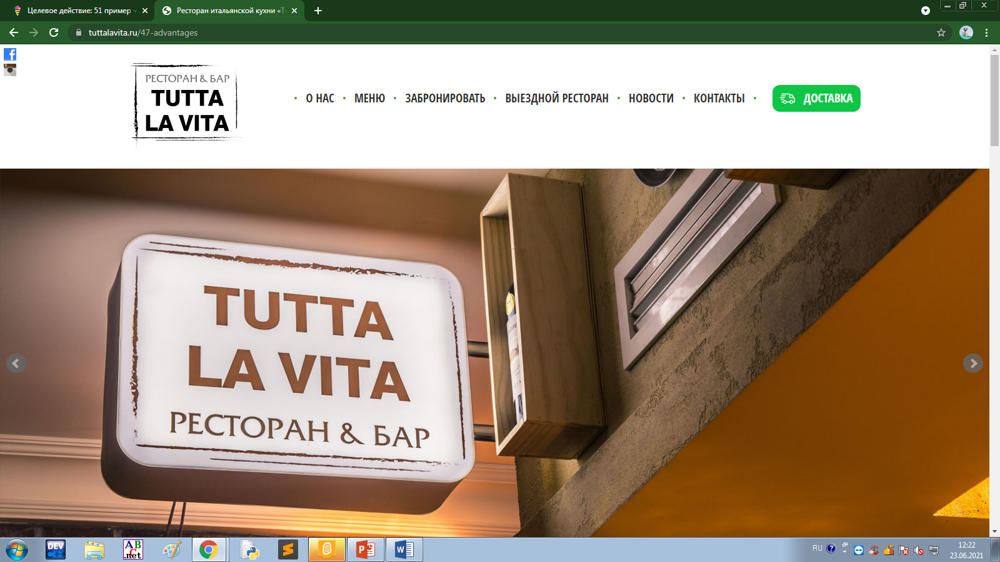 Целевое действие: 51 пример
Ресторан итальянской кухни «Т
tuttalavita.ru/47-advantages
РЕСТОРАН & БАР
TUTTA
LA VITA
О НАС
МЕНЮ
ЗАБРОНИРОВАТЬ
ВЫЕЗДНОЙ РЕСТОРАН
НОВОСТИ
КОНТАКТЫ
ДОСТАВКА
TUTTA
LA VITA
РЕСТОРАН & БАР
DEV
C++
ABC
.net
RU
12:22
23.06.2021